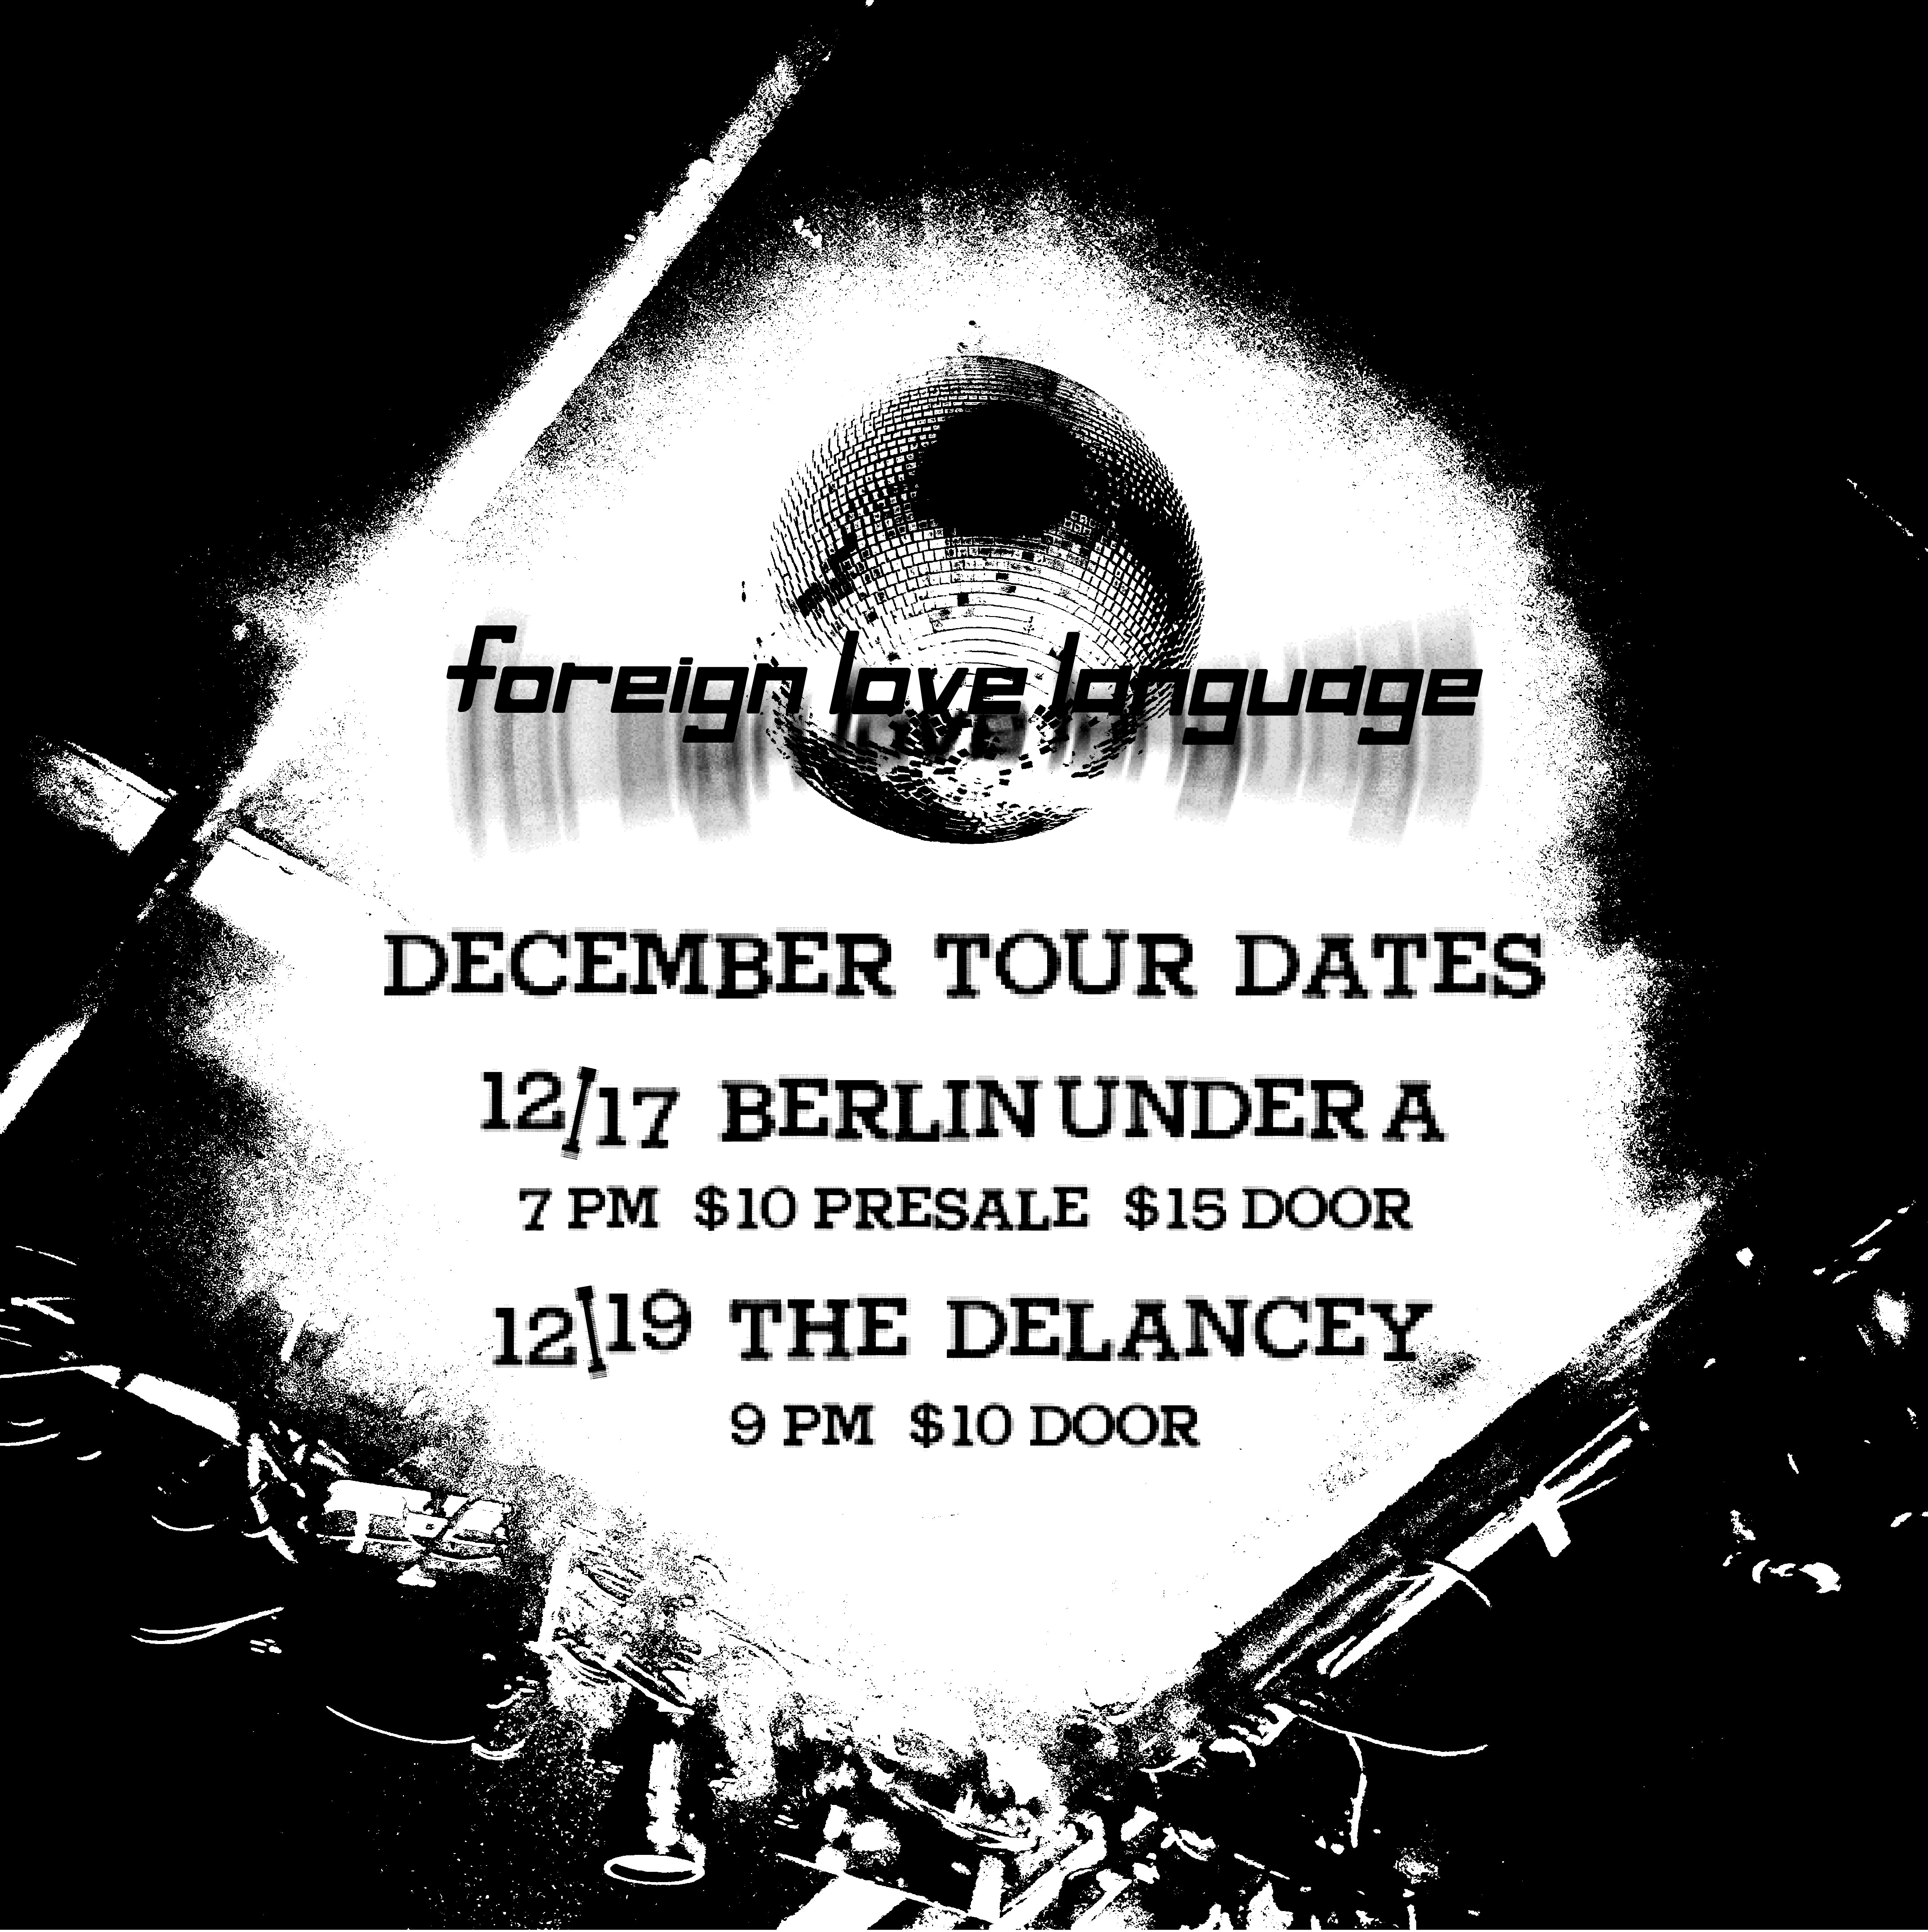 foreign love language
DECEMBER TOUR DATES
12/17 BERLIN UNDER A
7 PM $10 PRESALE $15 DOOR
12\19 THE DELANCEY
9 PM $10 DOOR